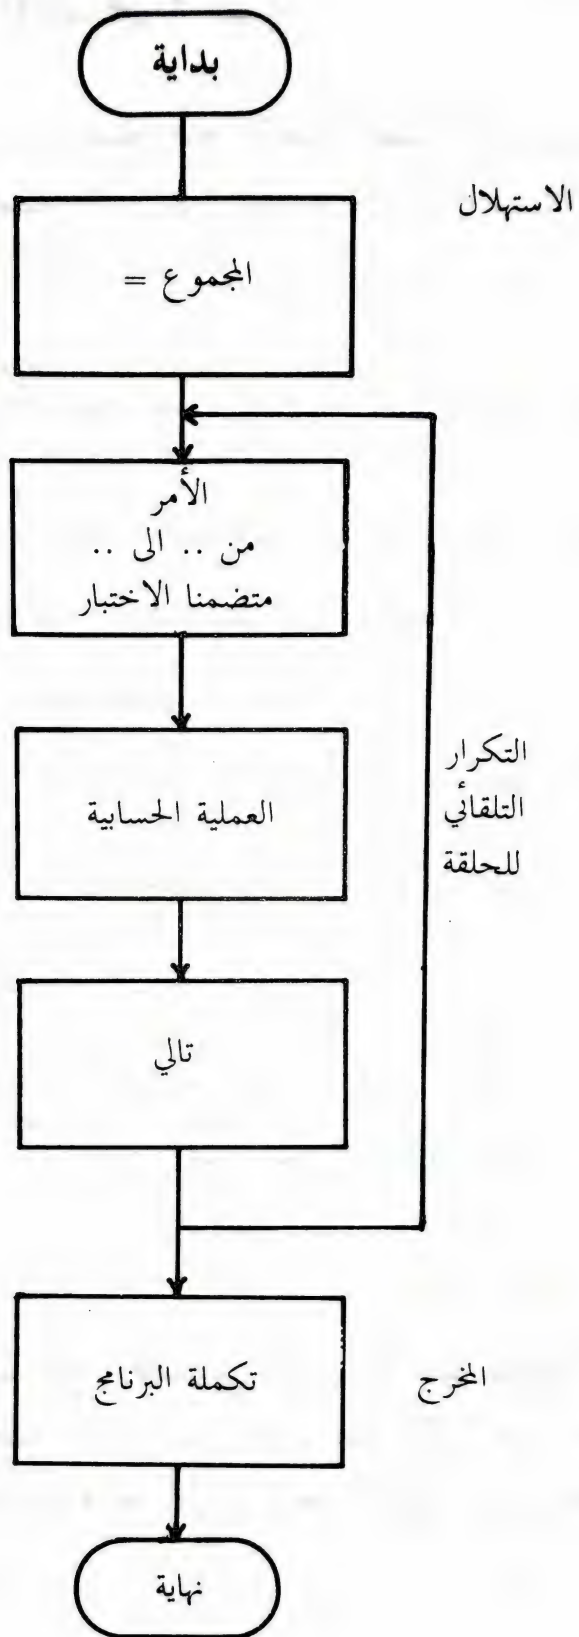 بداية
الاستهلال
المجموع =
الأمر
من .. الى ..
متضمنا الاختبار
العملية الحسابية
التكرار
التلقائي
للحلقة
تالي
تكملة البرنامج
المخرج
نهاية